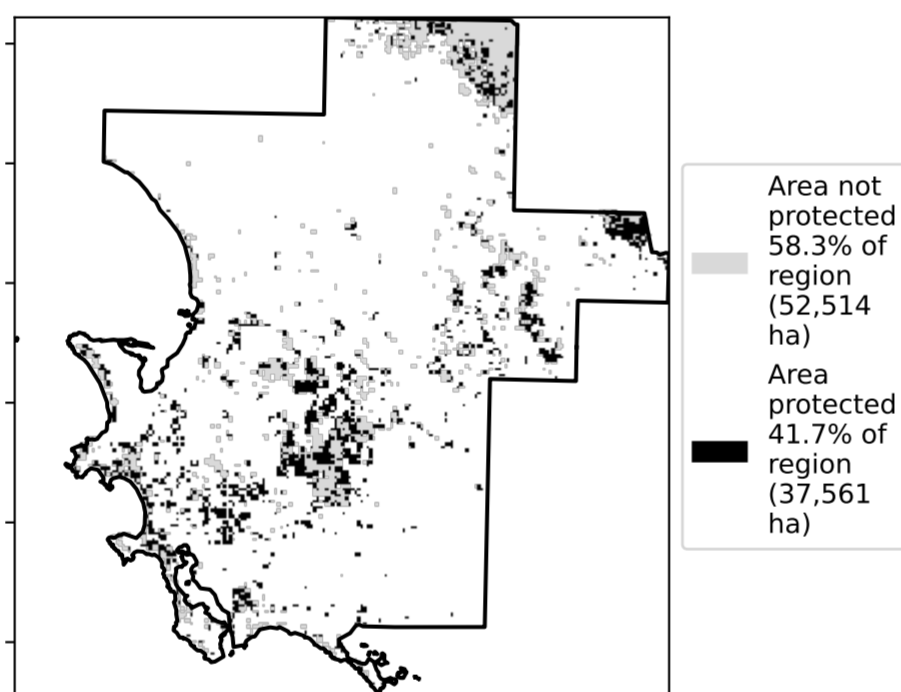 Area not
protected
58.3% of
region
(52,514
ha)
Area
protected
41.7% of
region
(37,561
ha)